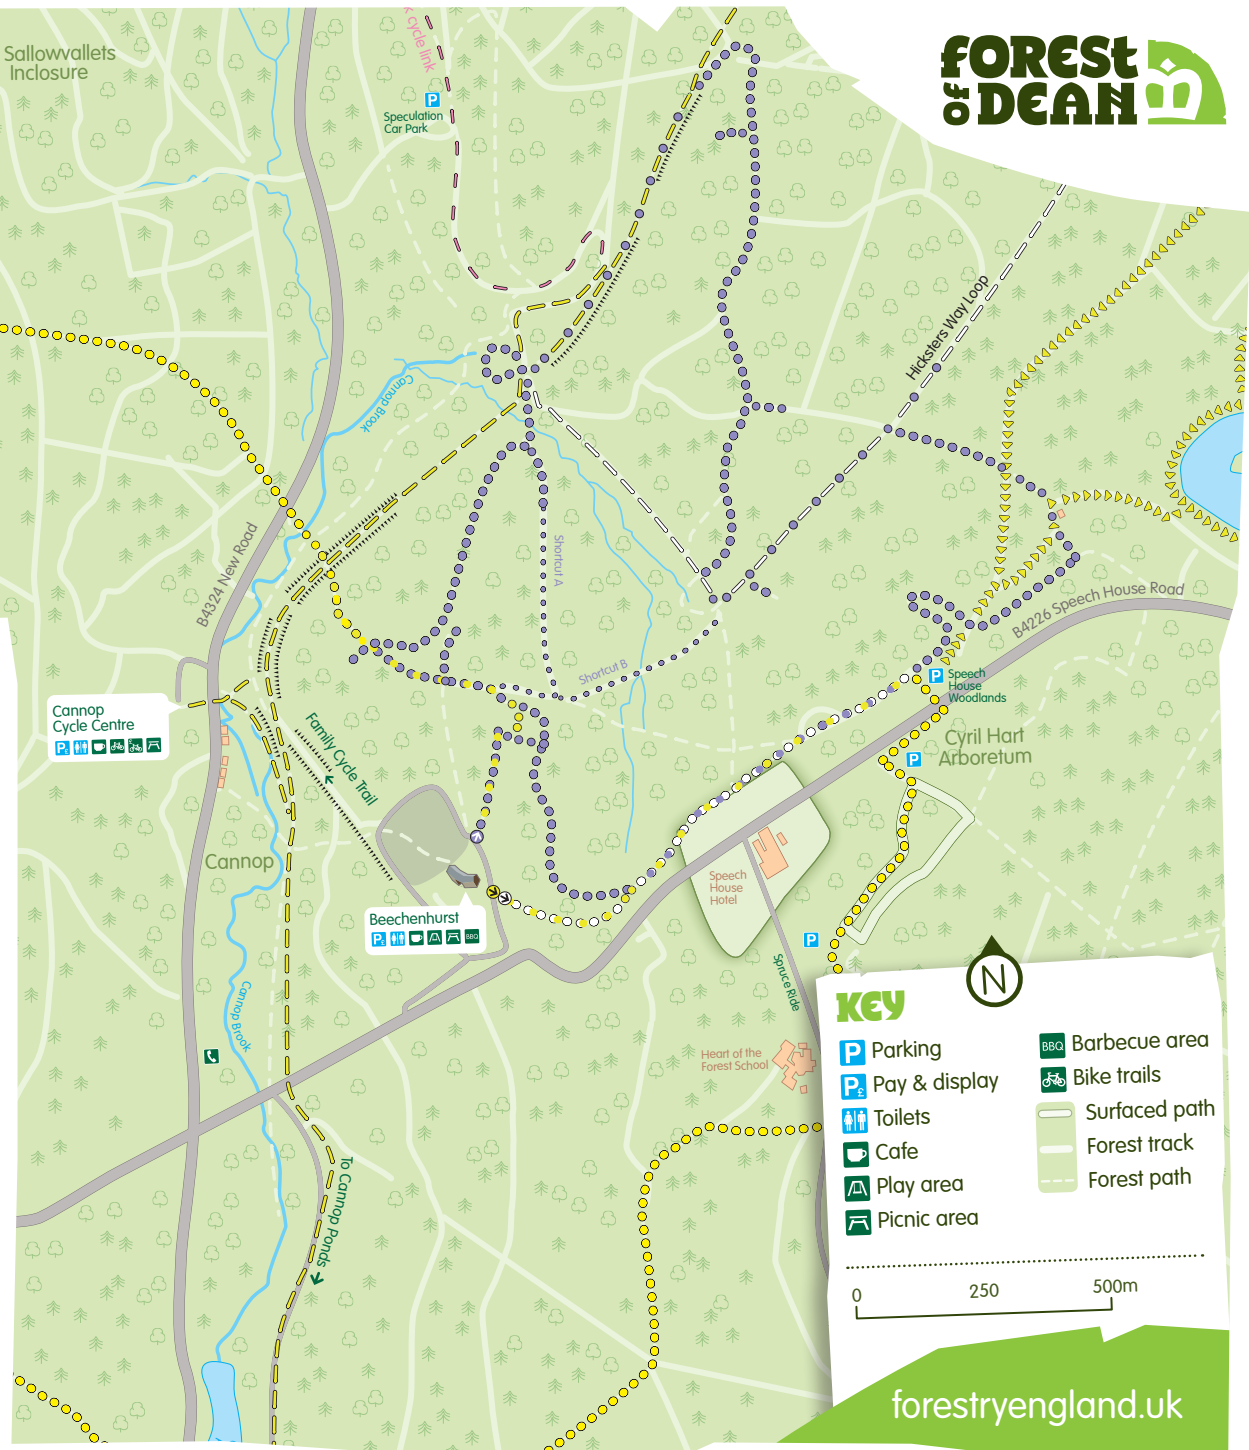 Sallowvallets
Inclosure
cycle link
P
Speculation
Car Park
FOREST
OF DEAN
Hicksters Way Loop
Cannop Brook
B4324 New Road
Shortcut A
Shortcut B
B4226 Speech House Road
P
Speech
House
Woodlands
Cyril Hart
Arboretum
P
Cannop
Cycle Centre
P£
Family Cycle Trail
Cannop
Beechenhurst
P£
BBQ
Speech
House
Hotel
P
Spruce Ride
Cannop Brook
Heart of the
Forest School
To Cannop Ponds
N
KEY
P Parking
P£ Pay & display
Toilets
Cafe
Play area
Picnic area
BBQ Barbecue area
Bike trails
Surfaced path
Forest track
Forest path
0 250 500m
forestryengland.uk